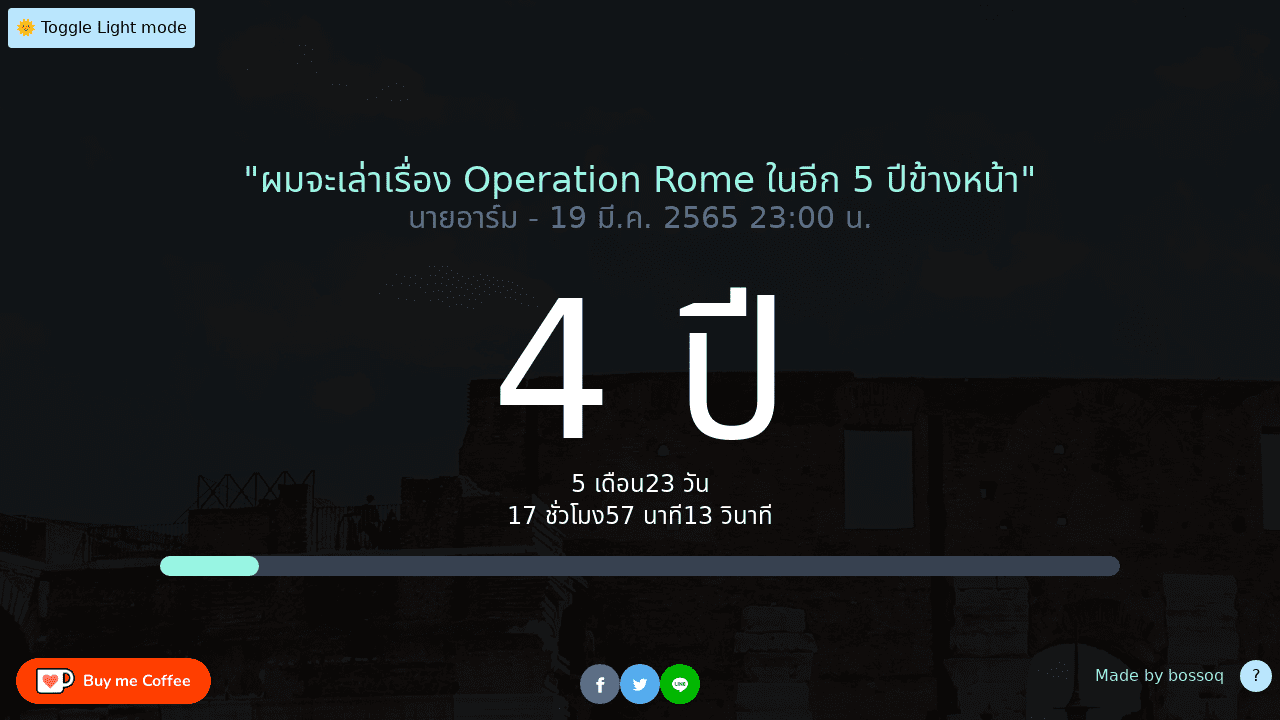 🌞 Toggle Light mode
"ผมจะเล่าเรื่อง Operation Rome ในอีก 5 ปีข้างหน้า"
นายอาร์ม - 19 มี.ค. 2565 23:00 น.
4 ปี
5 เดือน23 วัน
17 ชั่วโมง57 นาที13 วินาที
Buy me Coffee
LINE
Made by bossoq
?